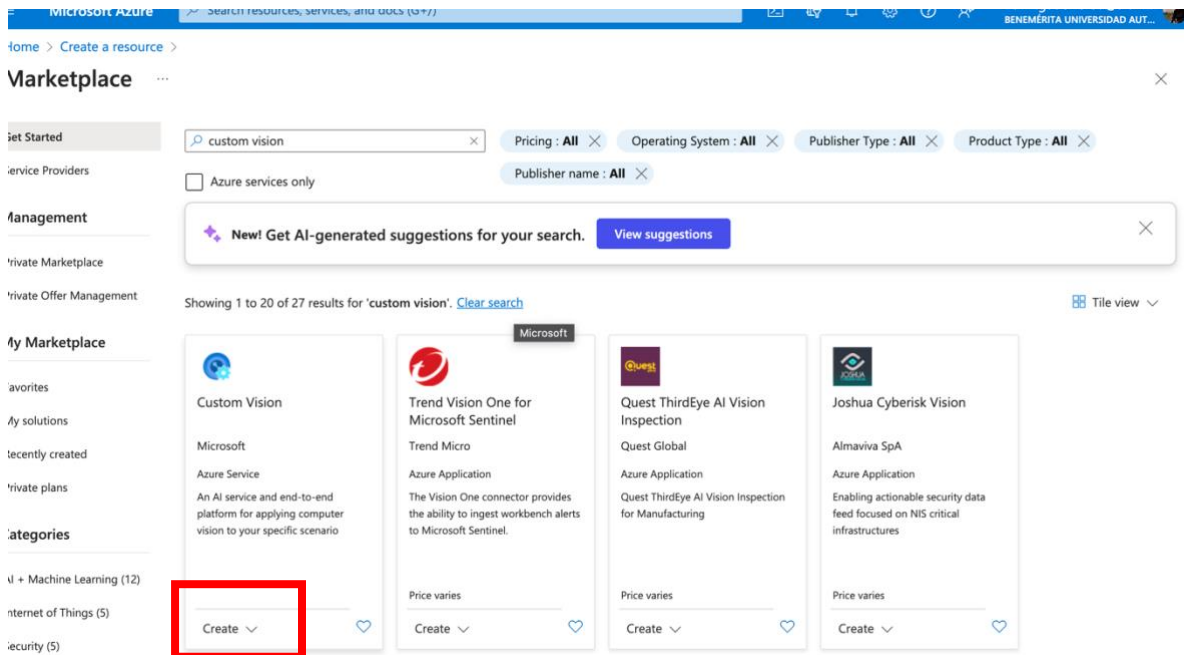 Microsoft Azure
Search resources, services, and docs (G+/)
BENEMÉRITA UNIVERSIDAD AUT...
Home > Create a resource >
Marketplace ...
Get Started
Service Providers
Management
Private Marketplace
Private Offer Management
My Marketplace
Favorites
My solutions
Recently created
Private plans
Categories
AI + Machine Learning (12)
Internet of Things (5)
Security (5)
custom vision
Pricing : All
Operating System : All
Publisher Type : All
Product Type : All
Azure services only
Publisher name : All
New! Get AI-generated suggestions for your search.
View suggestions
Showing 1 to 20 of 27 results for 'custom vision'. Clear search
Tile view
Microsoft
Custom Vision
Microsoft
Azure Service
An AI service and end-to-end
platform for applying computer
vision to your specific scenario
Create
Trend Vision One for
Microsoft Sentinel
Trend Micro
Azure Application
The Vision One connector provides
the ability to ingest workbench alerts
to Microsoft Sentinel.
Price varies
Create
Quest
Quest ThirdEye AI Vision
Inspection
Quest Global
Azure Application
Quest ThirdEye AI Vision Inspection
for Manufacturing
Price varies
Create
JOSHUA
Joshua Cyberisk Vision
Almaviva SpA
Azure Application
Enabling actionable security data
feed focused on NIS critical
infrastructures
Price varies
Create